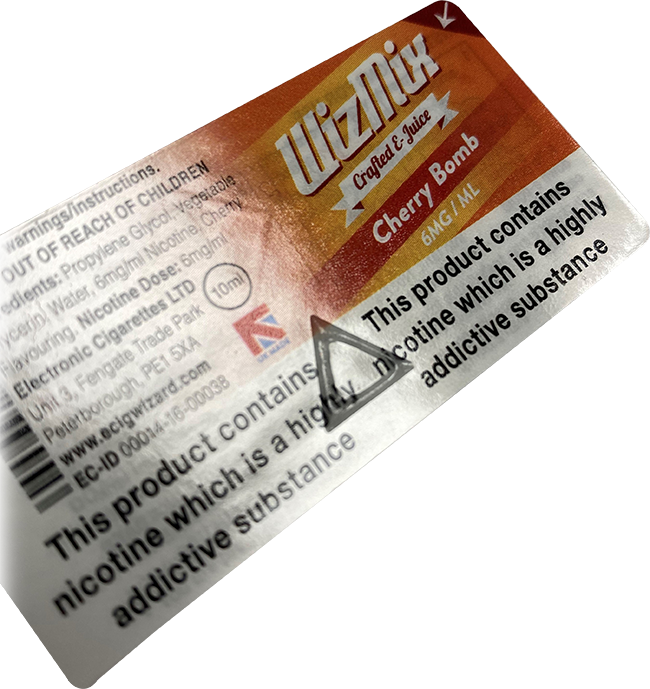 WizMix
Crafted E-Juice
Cherry Bomb
6MG / ML
This product contains
nicotine which is a highly
addictive substance
warnings/instructions.
OUT OF REACH OF CHILDREN
edients: Propylene Glycol, Vegetable
ycerin), Water, 6mg/ml Nicotine, Cherry
Flavouring. Nicotine Dose: 6mg/ml
Electronic Cigarettes LTD
Unit 3, Fengate Trade Park
Peterborough, PE1 5XA
www.ecigwizard.com
EC-ID 00014-16-00038
10ml
UK MADE
This product contains
nicotine which is a highly
addictive substance